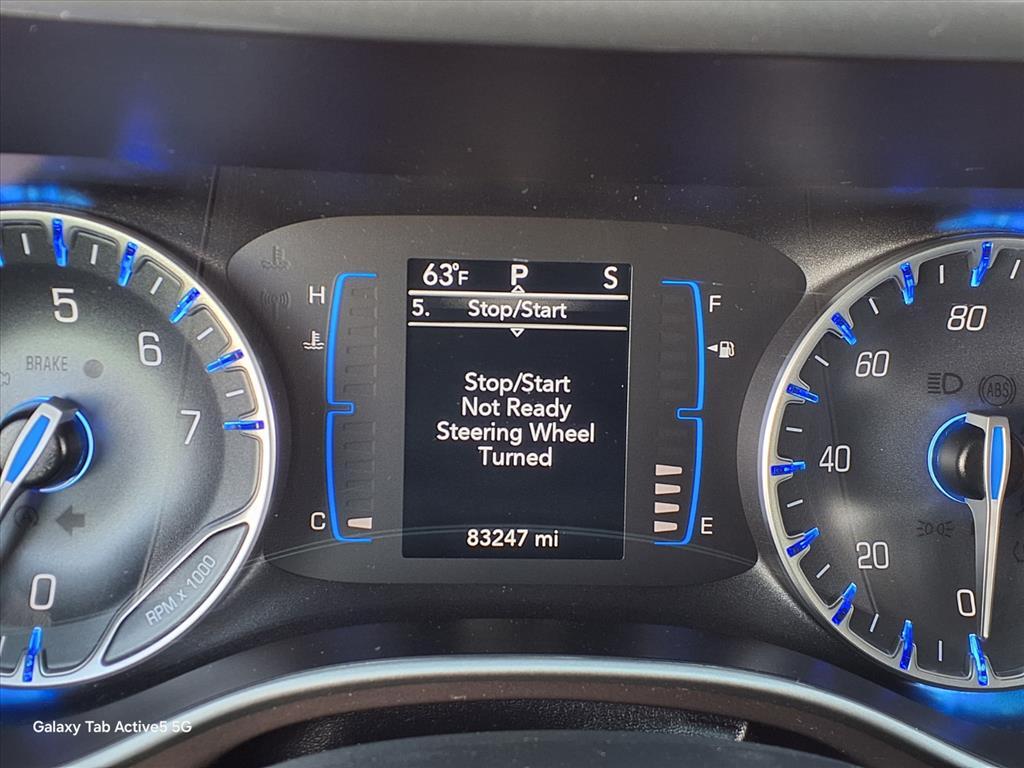 63°F P S
5. Stop/Start
Stop/Start
Not Ready
Steering Wheel
Turned
83247 mi
H
C
F
E
5
6
7
0
BRAKE
RPM x 1000
80
60
40
20
0
ABS
Galaxy Tab Active5 5G